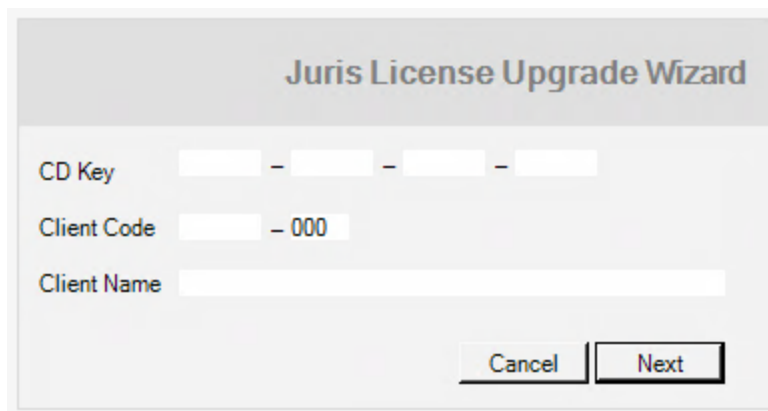 Juris License Upgrade Wizard
CD Key – – –
Client Code – 000
Client Name
Cancel Next